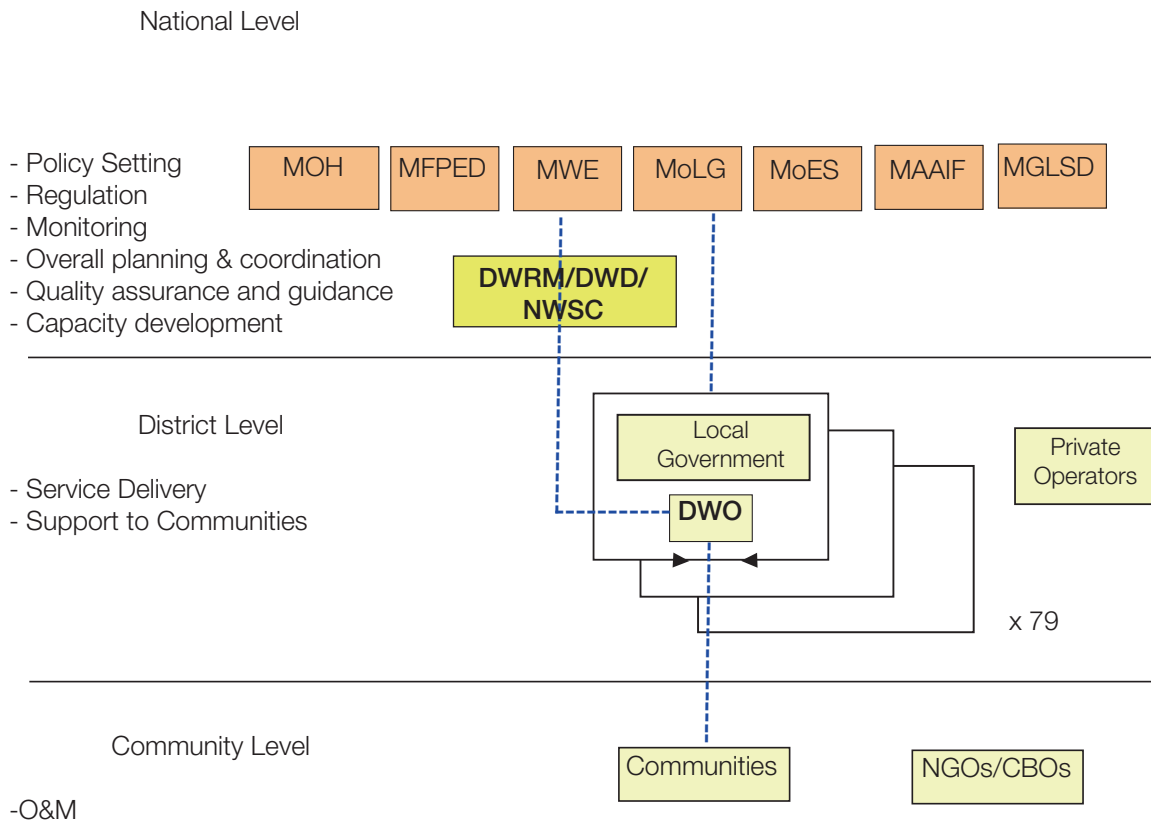 National Level
- Policy Setting
- Regulation
- Monitoring
- Overall planning & coordination
- Quality assurance and guidance
- Capacity development
MOH
MFPED
MWE
MoLG
MoES
MAAIF
MGLSD
DWRM/DWD/
NWSC
District Level
- Service Delivery
- Support to Communities
Local
Government
DWO
Private
Operators
x 79
Community Level
-O&M
Communities
NGOs/CBOs